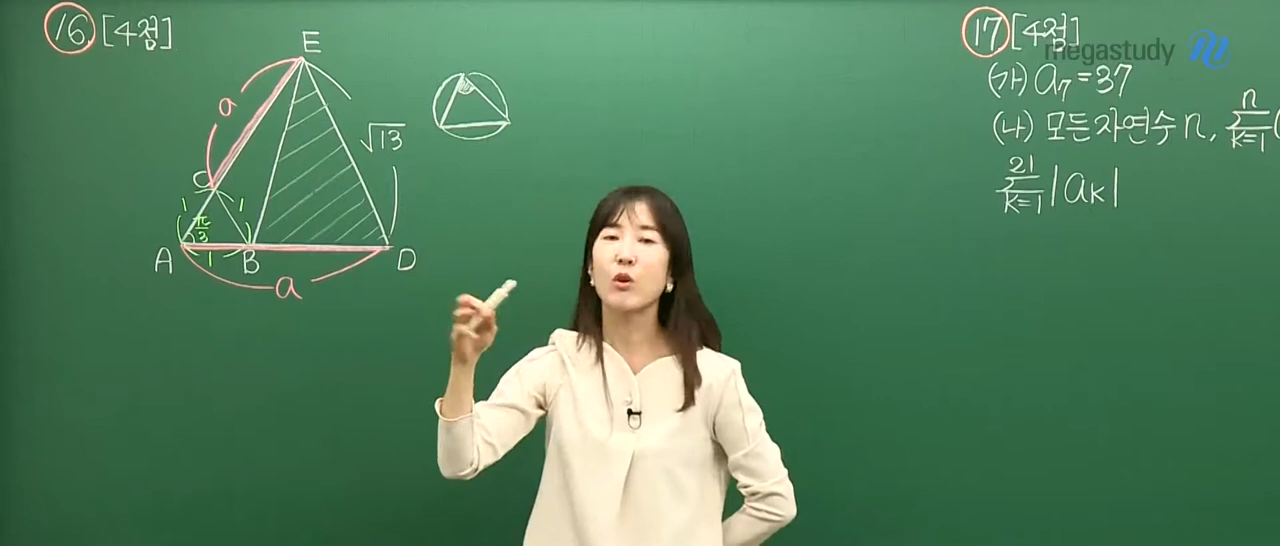 16 [4점]
E
a
√13
C
1 1
π/3
A 1 B D
a
17 [4점]
megastudy
(가) a₇=37
(나) 모든 자연수 n, n∑k=1
21∑k=1 |aₖ|